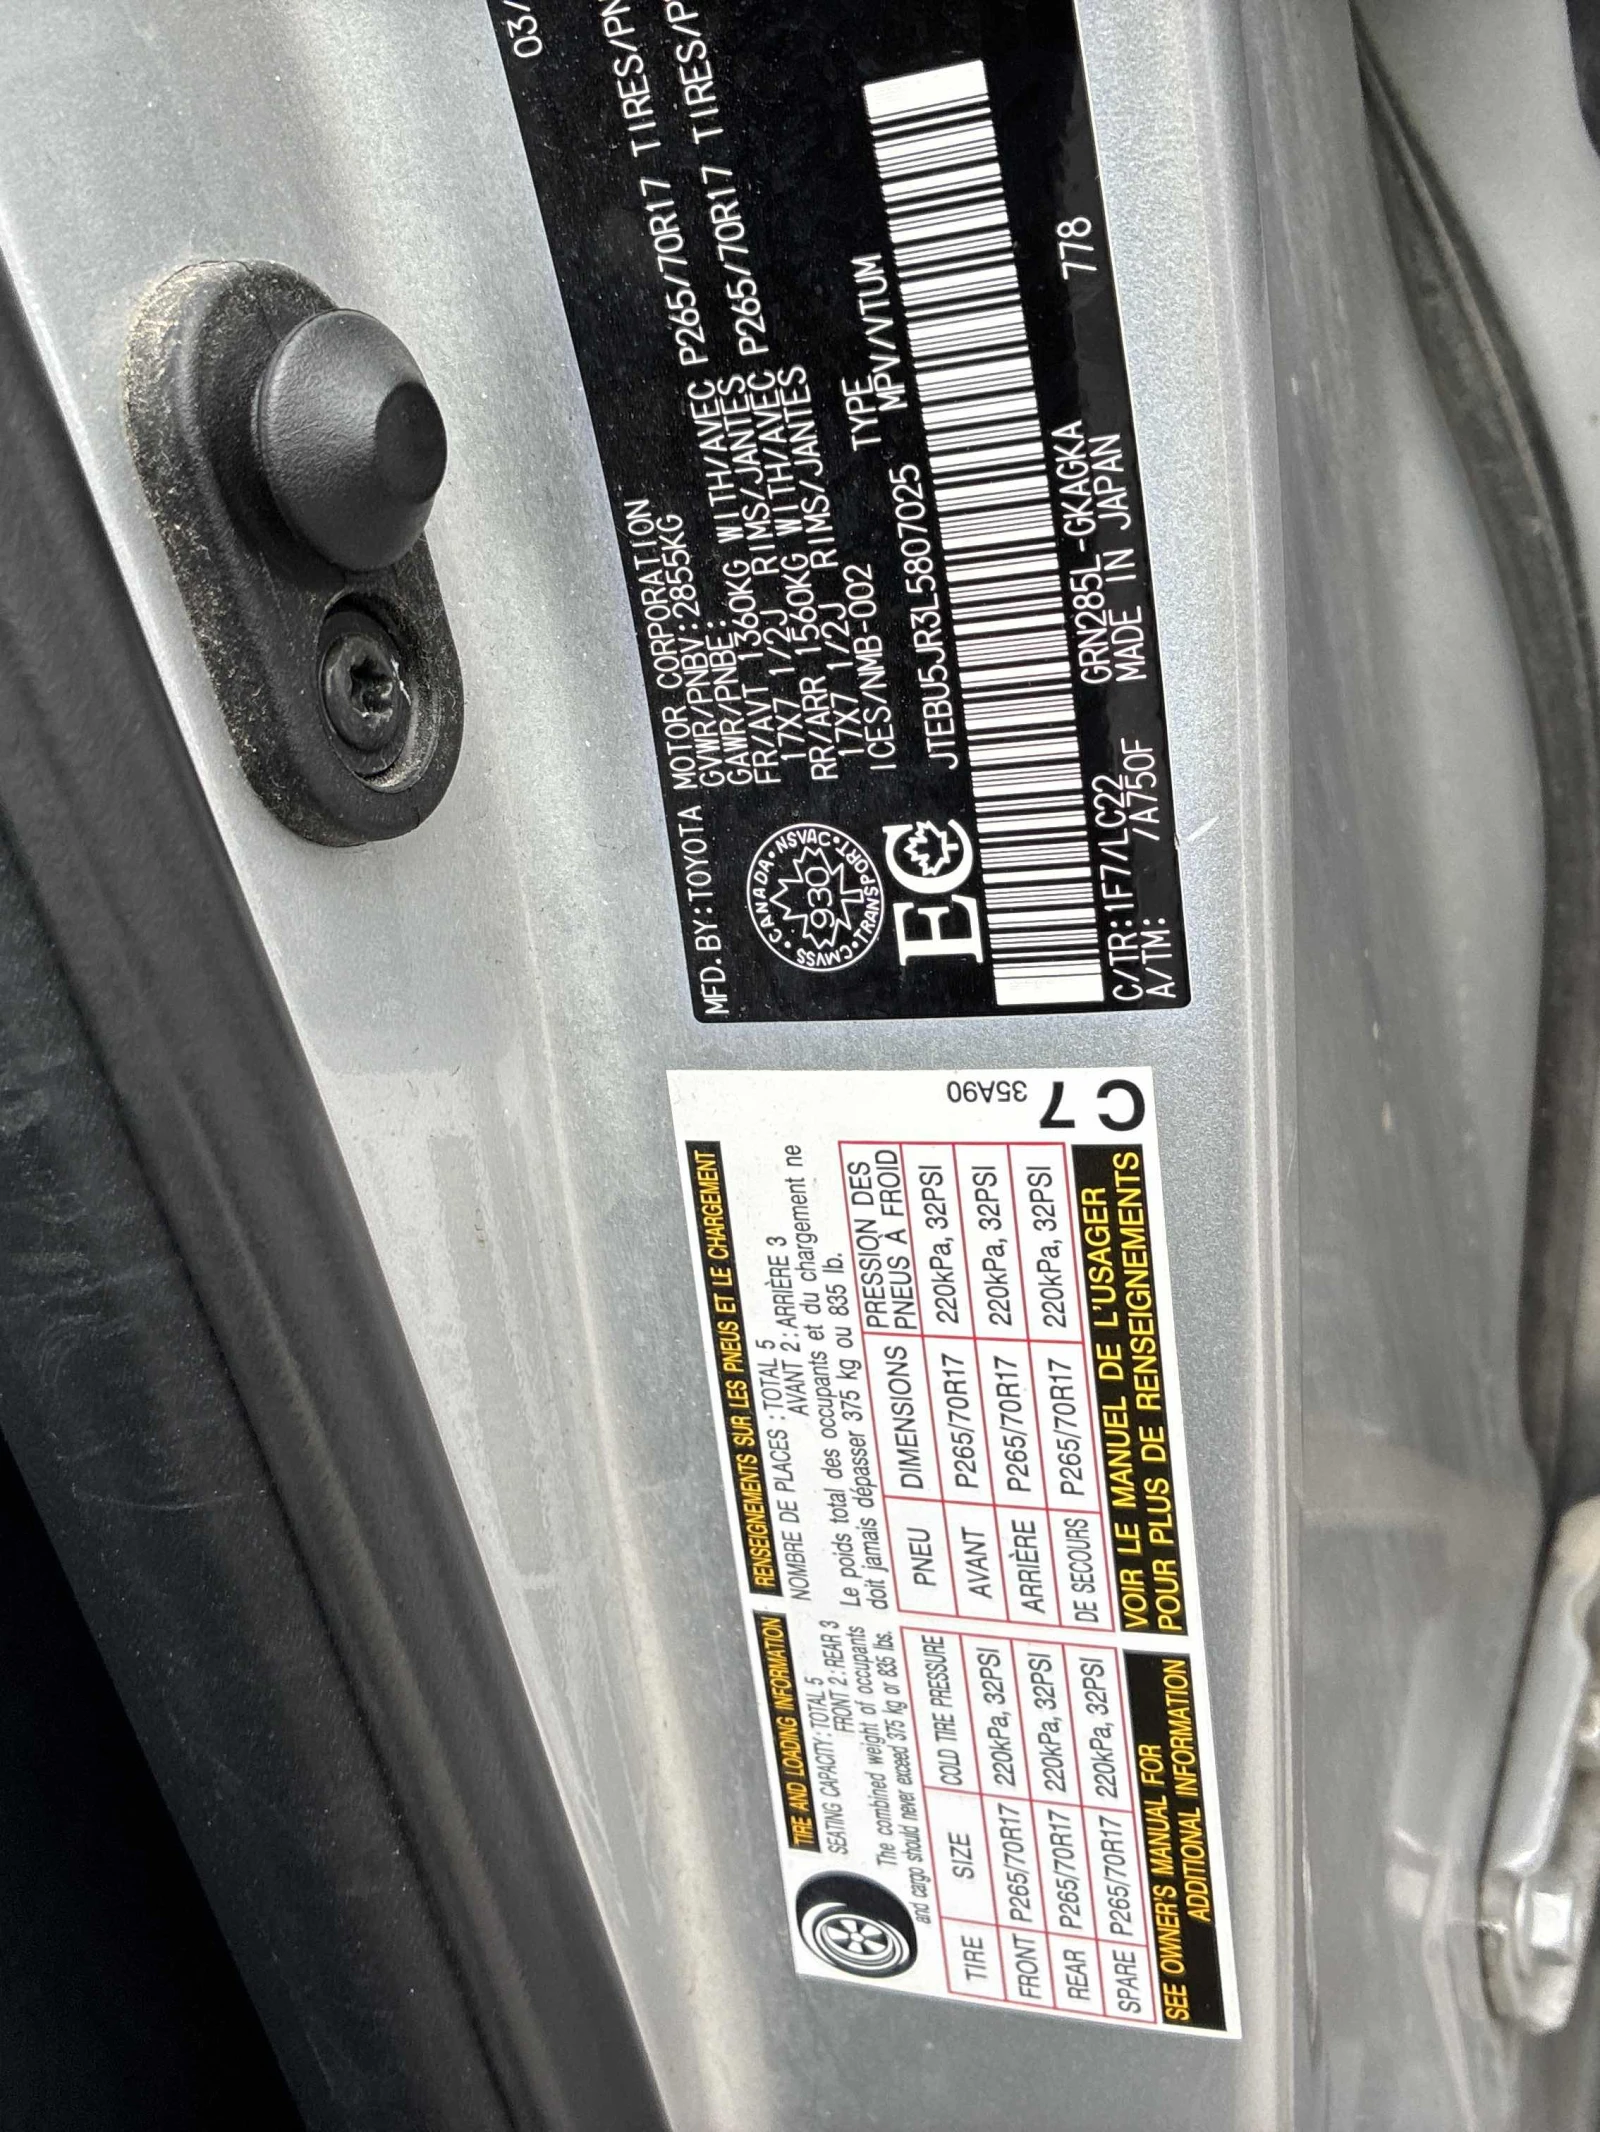 TIRE AND LOADING INFORMATION
SEATING CAPACITY : TOTAL 5
FRONT 2 : REAR 3
The combined weight of occupants
and cargo should never exceed 375 kg or 835 lbs.
TIRE SIZE COLD TIRE PRESSURE
FRONT P265/70R17 220kPa, 32PSI
REAR P265/70R17 220kPa, 32PSI
SPARE P265/70R17 220kPa, 32PSI
SEE OWNER'S MANUAL FOR
ADDITIONAL INFORMATION
RENSEIGNEMENTS SUR LES PNEUS ET LE CHARGEMENT
NOMBRE DE PLACES : TOTAL 5
AVANT 2 : ARRIÈRE 3
Le poids total des occupants et du chargement ne
doit jamais dépasser 375 kg ou 835 lb.
PNEU DIMENSIONS PRESSION DES
PNEUS À FROID
AVANT P265/70R17 220kPa, 32PSI
ARRIÈRE P265/70R17 220kPa, 32PSI
DE SECOURS P265/70R17 220kPa, 32PSI
VOIR LE MANUEL DE L'USAGER
POUR PLUS DE RENSEIGNEMENTS
35A90
7
C
MFD.BY:TOYOTA MOTOR CORPORATION 03/
GVWR/PNBV:2855KG
GAWR/PNBE:
FR/AVT 1360KG WITH/AVEC P265/70R17 TIRES/PN
17X7 1/2J RIMS/JANTES
RR/ARR 1560KG WITH/AVEC P265/70R17 TIRES/P
17X7 1/2J RIMS/JANTES
ICES/NMB-002 TYPE
CANADA NSVAC
930
CMVSS TRANSPORT
EC
JTEBU5JR3L5807025 MPV/VTUM
C/TR:1F7/LC22 GRN285L-GKAGKA 778
A/TM: /A750F MADE IN JAPAN